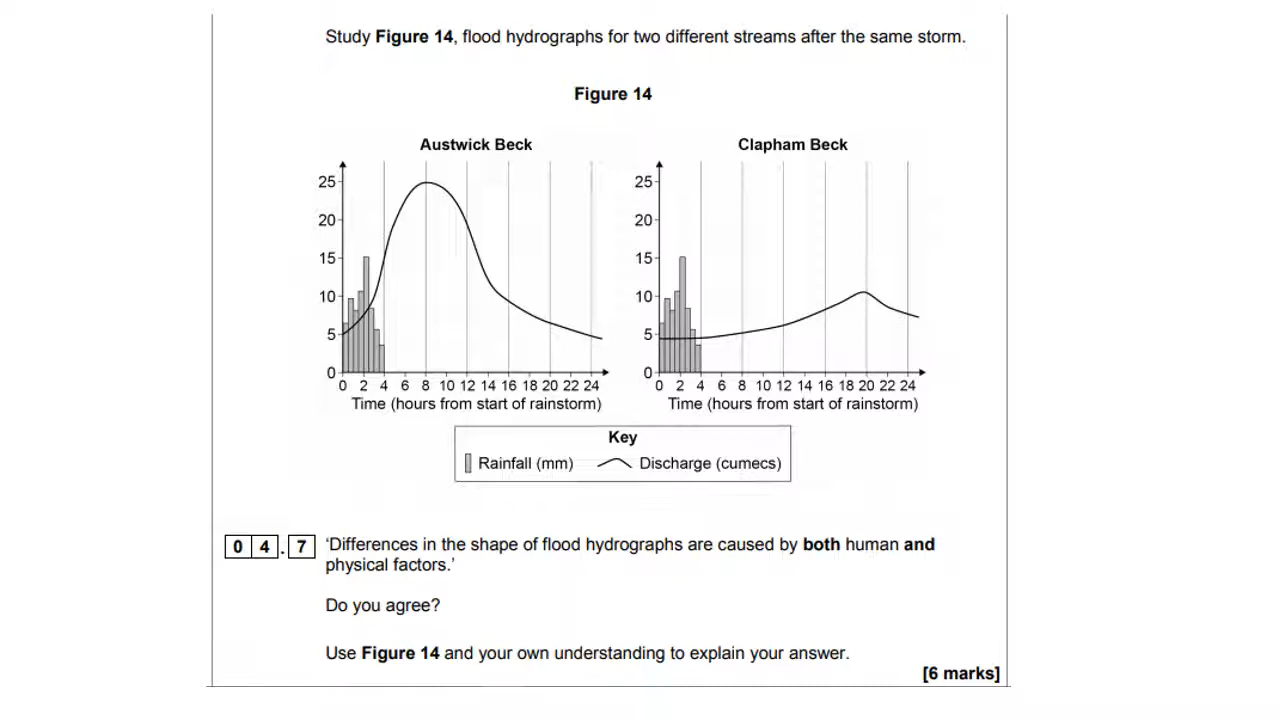 Study Figure 14, flood hydrographs for two different streams after the same storm.
Figure 14
Austwick Beck
25
20
15
10
5
0
0 2 4 6 8 10 12 14 16 18 20 22 24
Time (hours from start of rainstorm)
Clapham Beck
25
20
15
10
5
0
0 2 4 6 8 10 12 14 16 18 20 22 24
Time (hours from start of rainstorm)
Key
Rainfall (mm) Discharge (cumecs)
0 4 . 7 ‘Differences in the shape of flood hydrographs are caused by both human and
physical factors.’
Do you agree?
Use Figure 14 and your own understanding to explain your answer.
[6 marks]